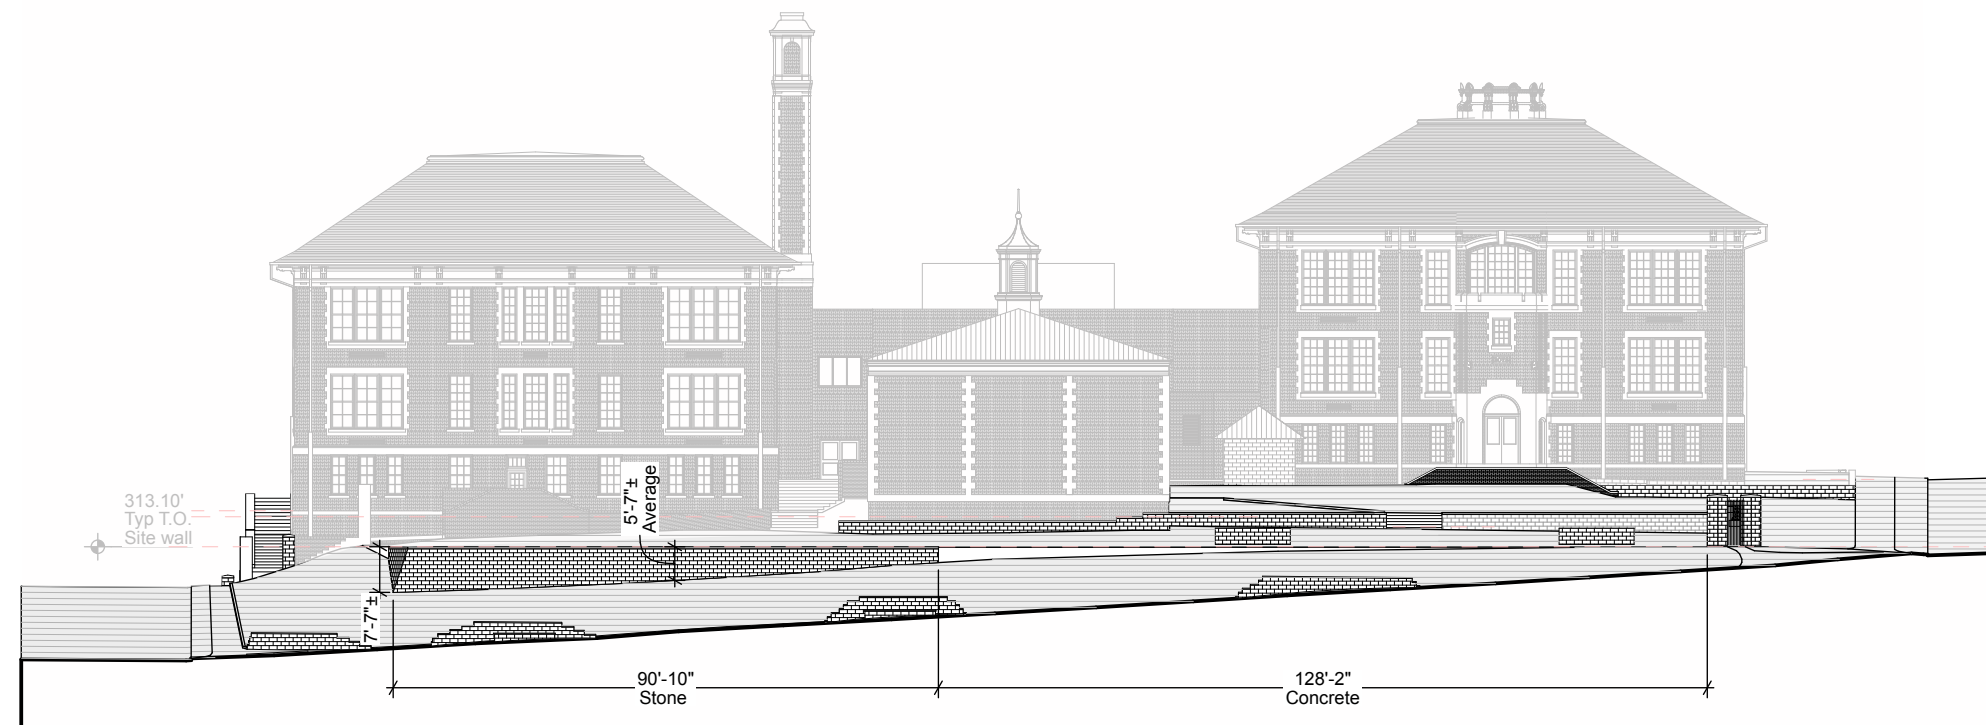 313.10'
Typ T.O.
Site wall
5'-7"±
Average
7'-7"±
90'-10"
Stone
128'-2"
Concrete